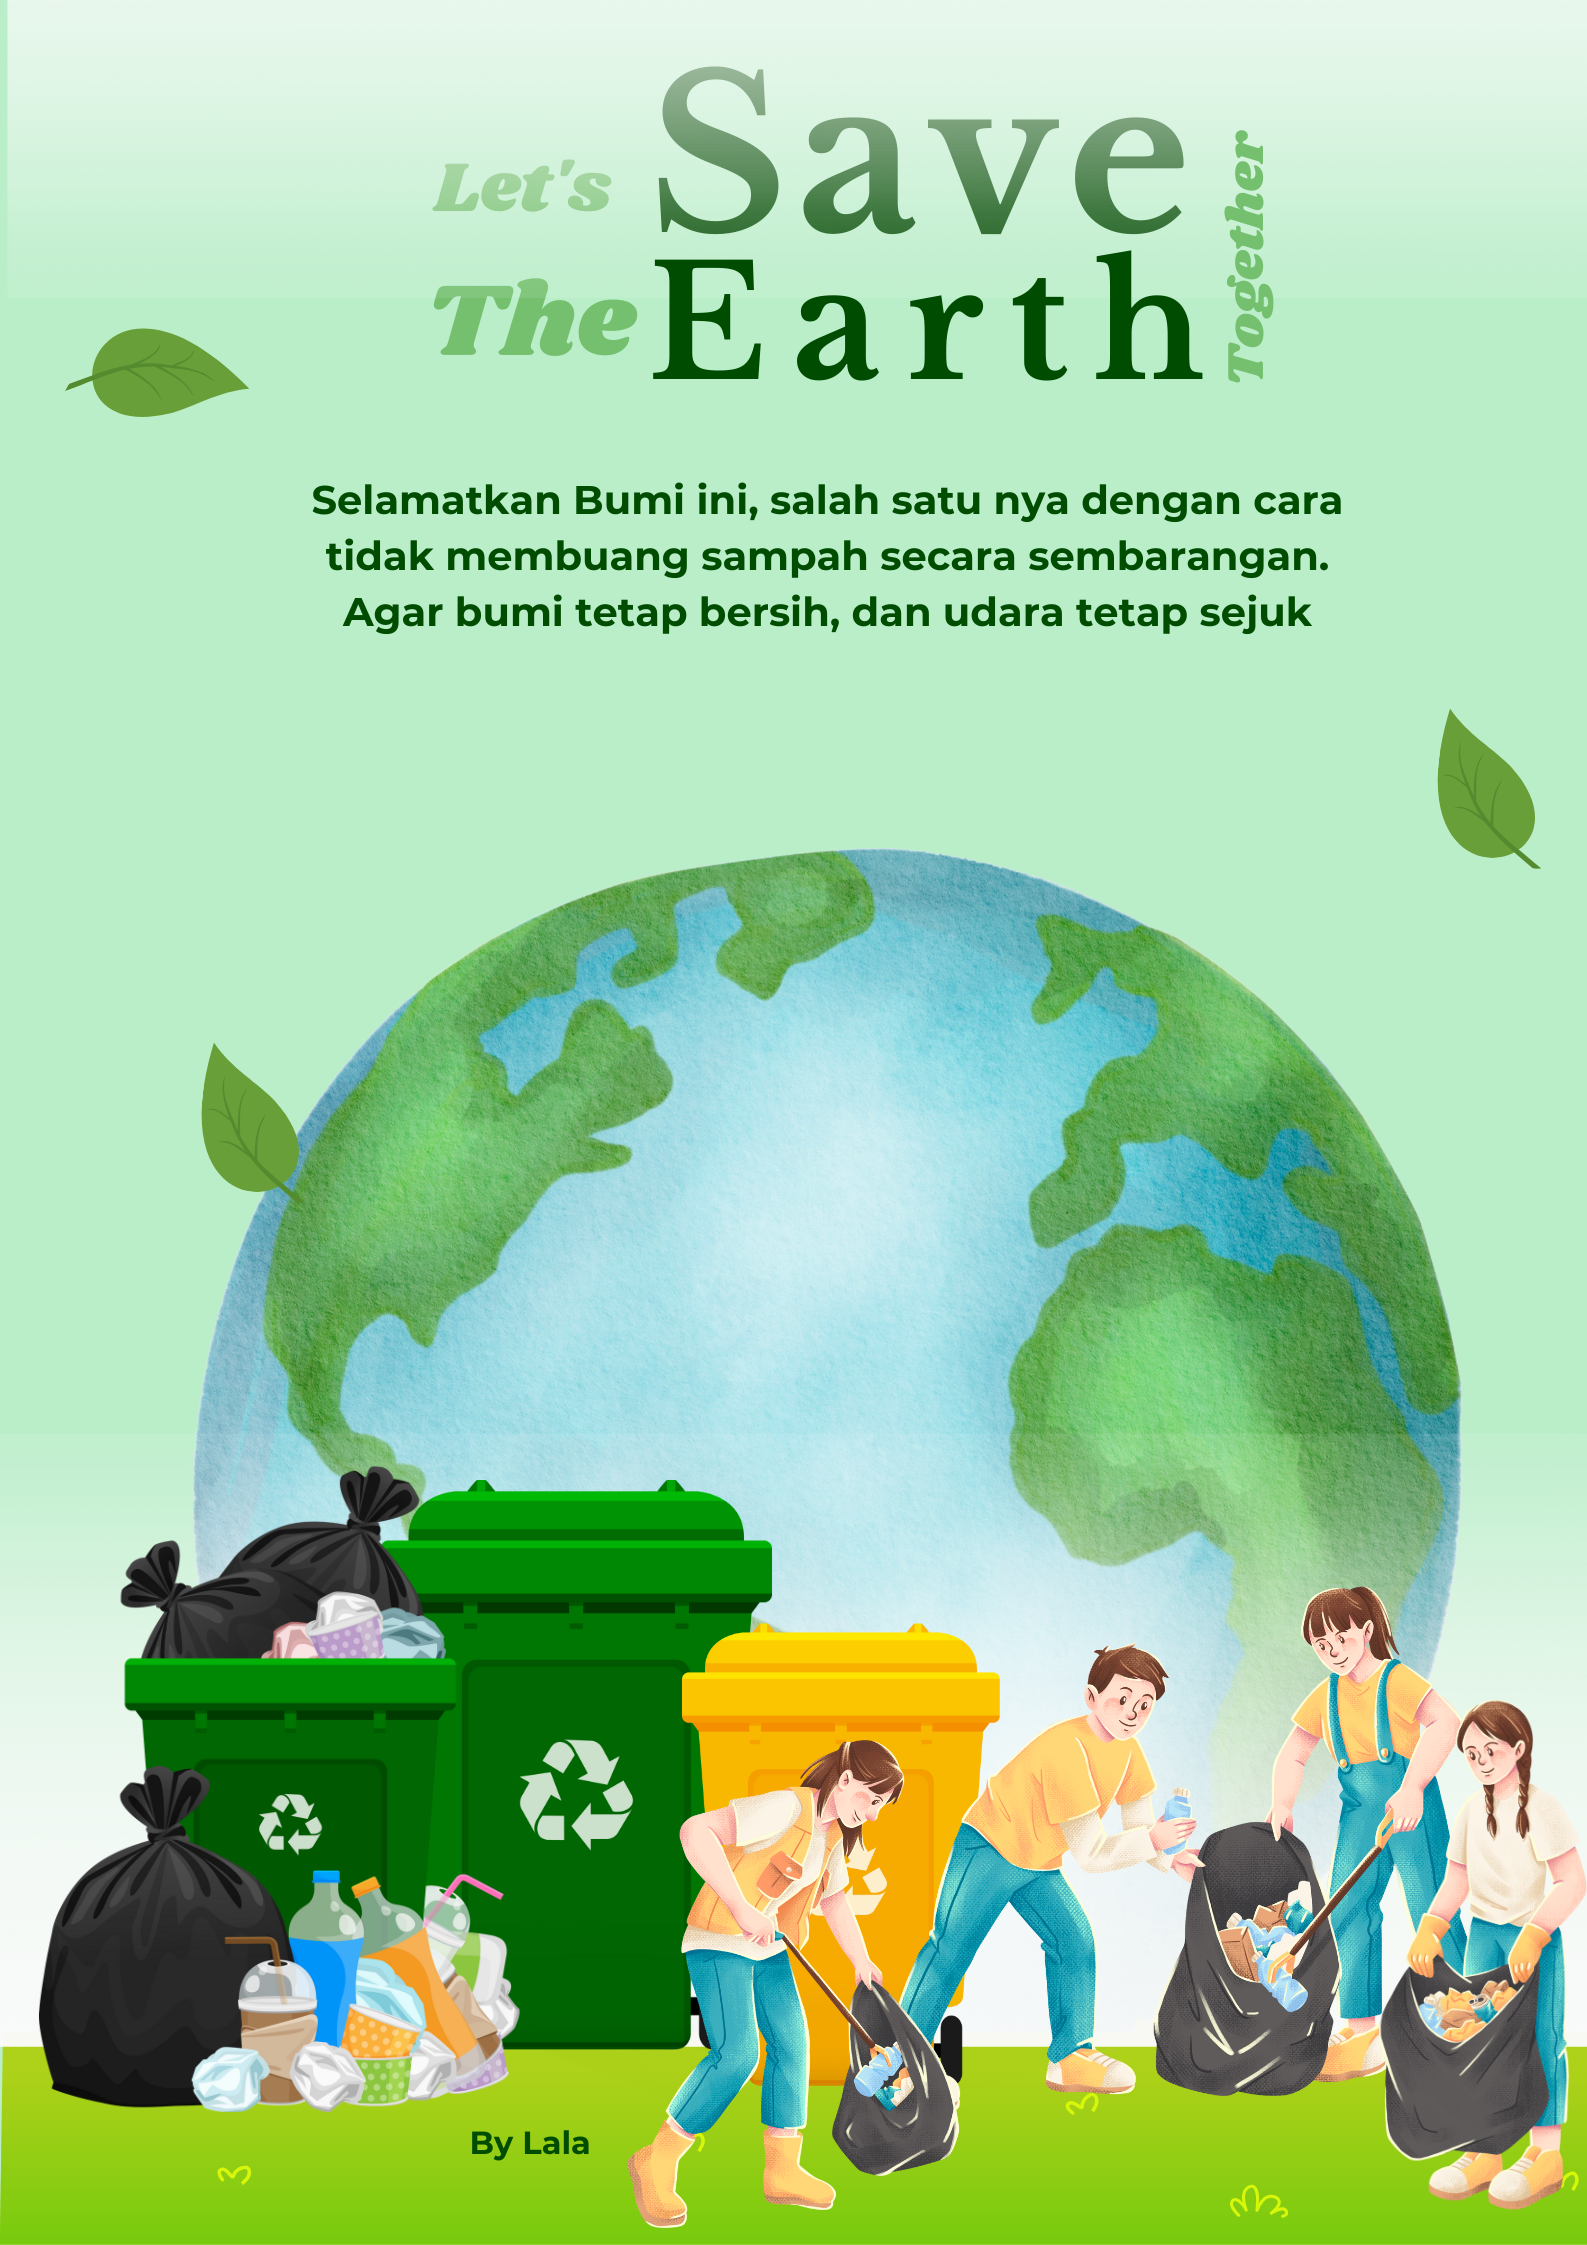 Let's Save
The Earth
Together
Selamatkan Bumi ini, salah satu nya dengan cara
tidak membuang sampah secara sembarangan.
Agar bumi tetap bersih, dan udara tetap sejuk
By Lala